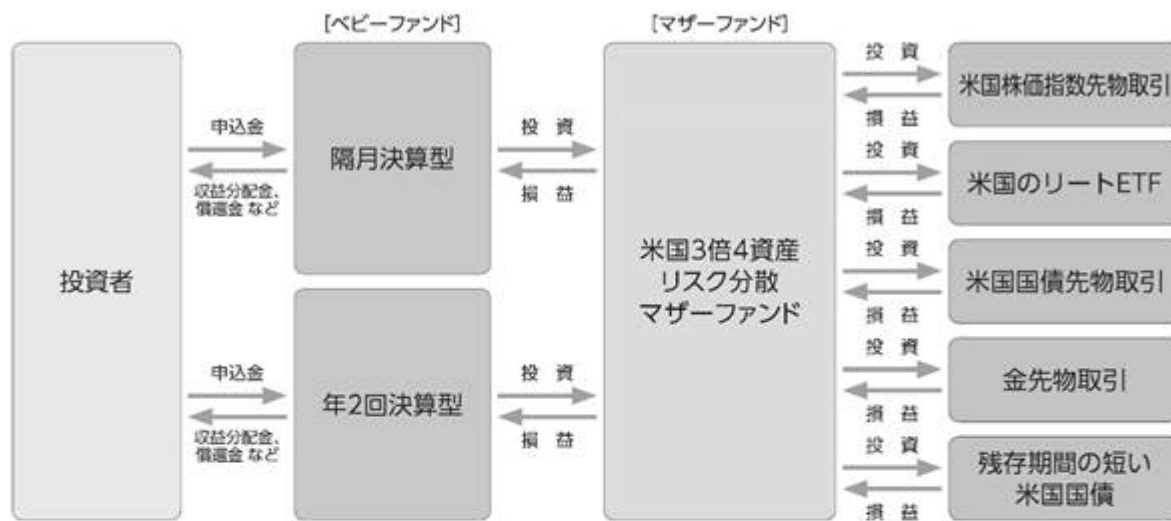 [ベビーファンド]
[マザーファンド]
投資者
申込金
収益分配金、
償還金 など
隔月決算型
投 資
損 益
申込金
収益分配金、
償還金 など
年2回決算型
投 資
損 益
米国3倍4資産
リスク分散
マザーファンド
投 資
損 益
米国株価指数先物取引
投 資
損 益
米国のリートETF
投 資
損 益
米国国債先物取引
投 資
損 益
金先物取引
投 資
損 益
残存期間の短い
米国国債